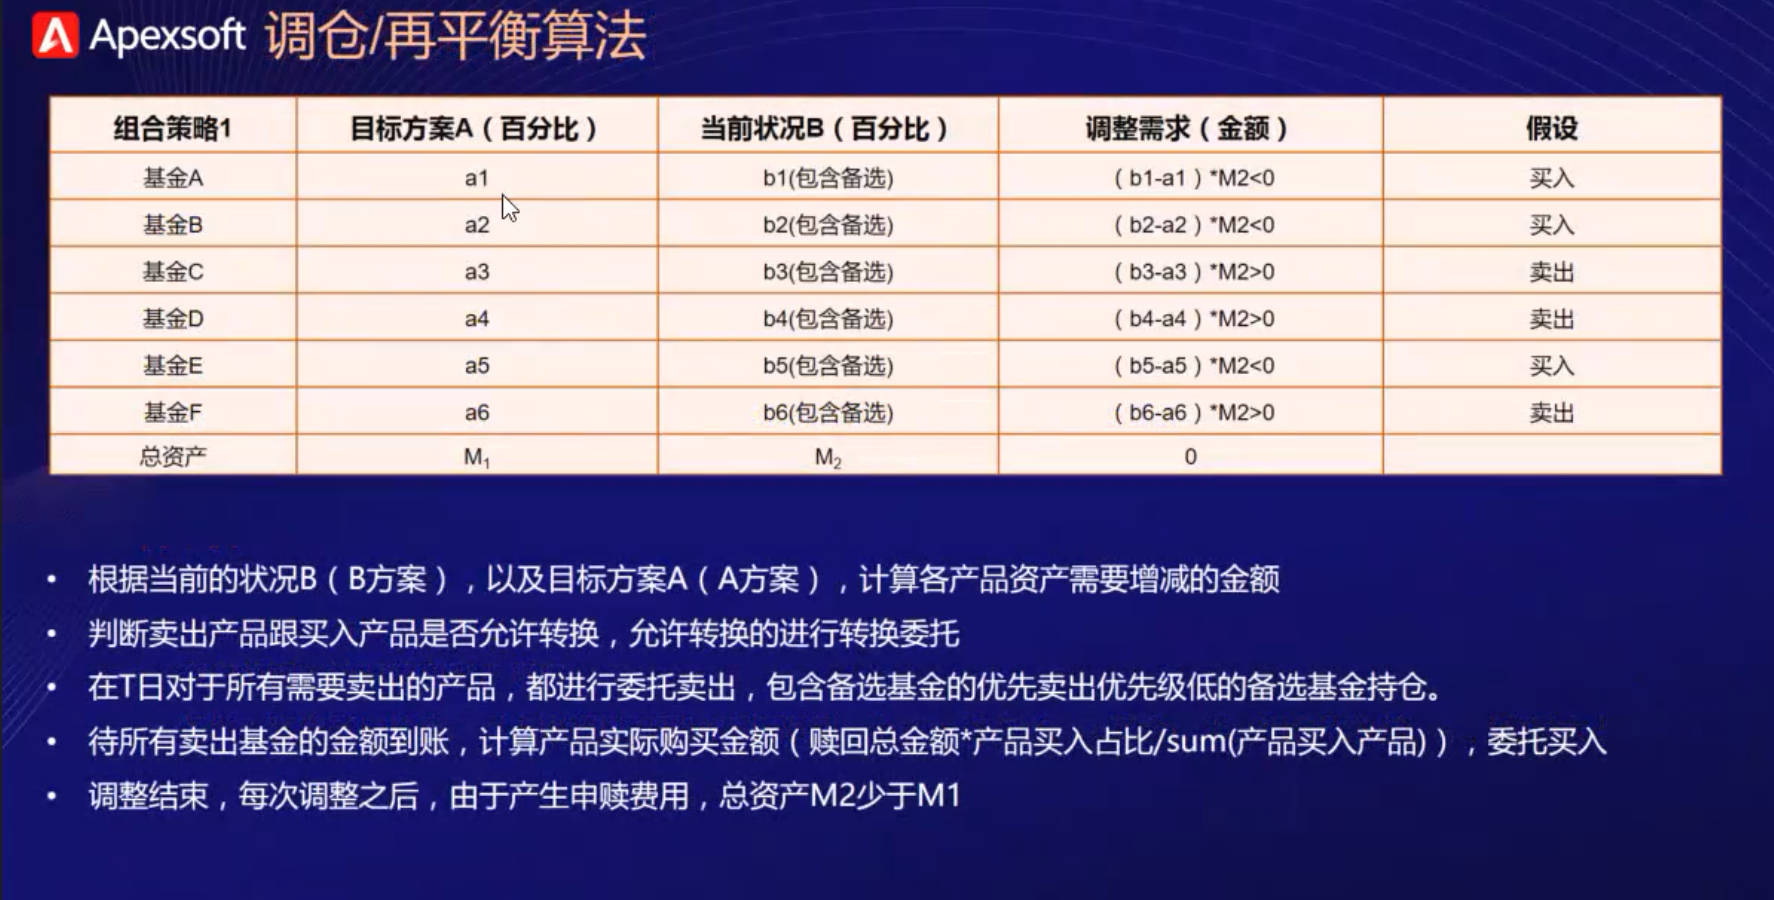 Apexsoft 调仓/再平衡算法
组合策略1 目标方案A（百分比） 当前状况B（百分比） 调整需求（金额） 假设
基金A a1 b1(包含备选) （b1-a1）*M2<0 买入
基金B a2 b2(包含备选) （b2-a2）*M2<0 买入
基金C a3 b3(包含备选) （b3-a3）*M2>0 卖出
基金D a4 b4(包含备选) （b4-a4）*M2>0 卖出
基金E a5 b5(包含备选) （b5-a5）*M2<0 买入
基金F a6 b6(包含备选) （b6-a6）*M2>0 卖出
总资产 M₁ M₂ 0
• 根据当前的状况B（B方案），以及目标方案A（A方案），计算各产品资产需要增减的金额
• 判断卖出产品跟买入产品是否允许转换，允许转换的进行转换委托
• 在T日对于所有需要卖出的产品，都进行委托卖出，包含备选基金的优先卖出优先级低的备选基金持仓。
• 待所有卖出基金的金额到账，计算产品实际购买金额（赎回总金额*产品买入占比/sum(产品买入产品)），委托买入
• 调整结束，每次调整之后，由于产生申赎费用，总资产M2少于M1